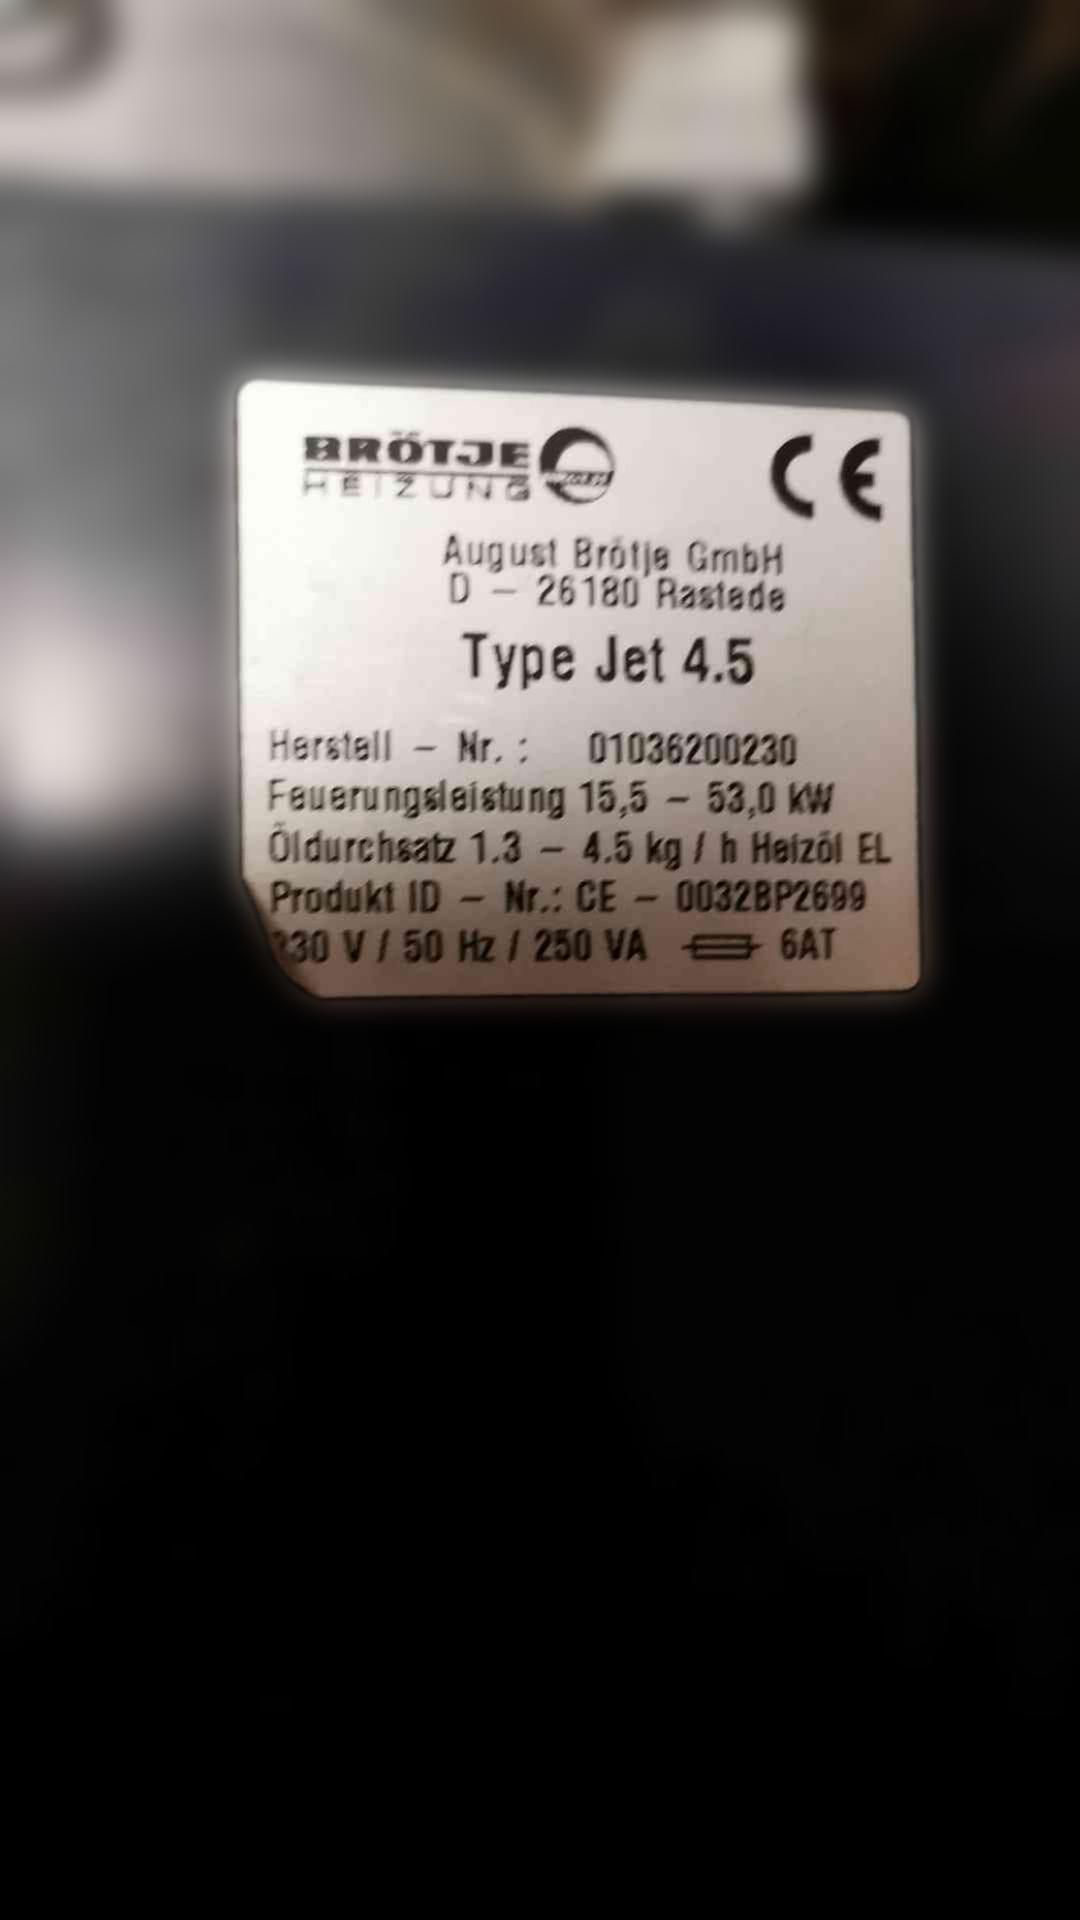 BRÖTJE
HEIZUNG
CE
August Brötje GmbH
D – 26180 Rastede
Type Jet 4.5
Herstell – Nr. : 01036200230
Feuerungsleistung 15,5 – 53,0 kW
Öldurchsatz 1.3 – 4.5 kg / h Heizöl EL
Produkt ID – Nr.: CE – 0032BP2699
230 V / 50 Hz / 250 VA 6AT